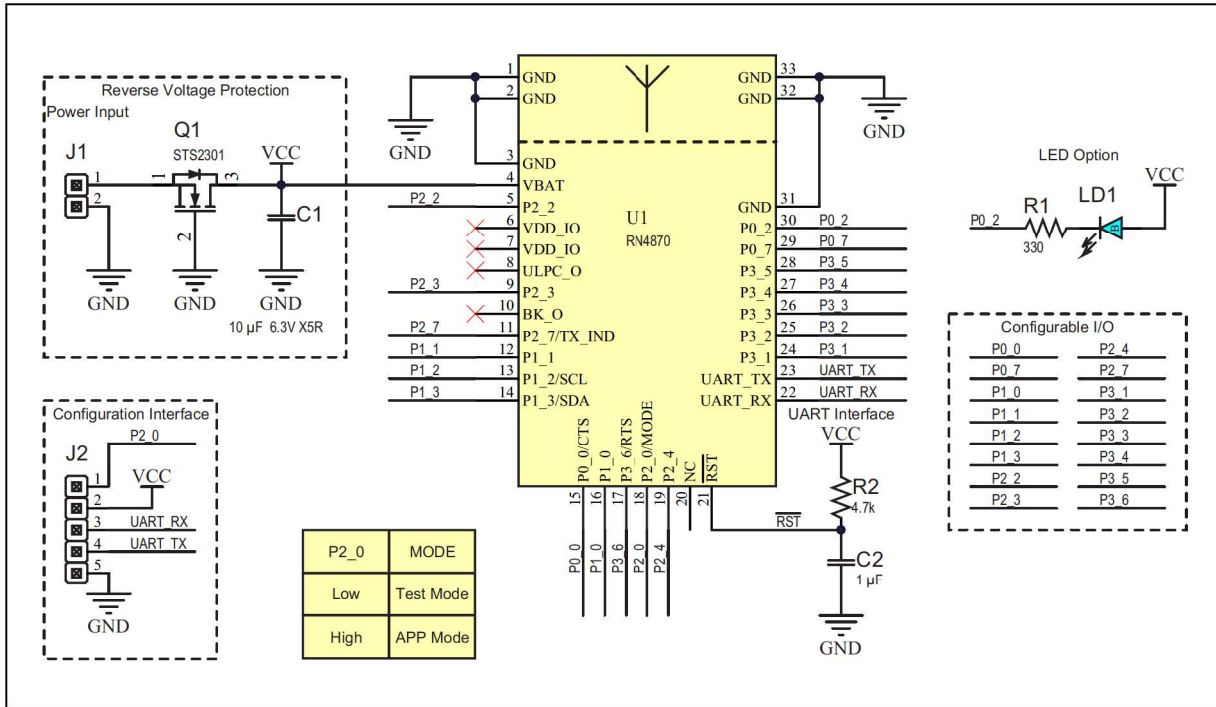 Reverse Voltage Protection
Power Input
J1
1
2
GND
Q1
STS2301
1
3
2
GND
VCC
C1
GND
10 µF 6.3V X5R
GND
GND
1 GND
2 GND
3 GND
4 VBAT
P2_2 5 P2_2
6 VDD_IO
7 VDD_IO
8 ULPC_O
P2_3 9 P2_3
10 BK_O
P2_7 11 P2_7/TX_IND
P1_1 12 P1_1
P1_2 13 P1_2/SCL
P1_3 14 P1_3/SDA
U1
RN4870
GND 33
GND 32
GND 31
P0_2 30 P0_2
P0_7 29 P0_7
P3_5 28 P3_5
P3_4 27 P3_4
P3_3 26 P3_3
P3_2 25 P3_2
P3_1 24 P3_1
UART_TX 23 UART_TX
UART_RX 22 UART_RX
P0_0/CTS 15 P0_0
P1_0 16 P1_0
P3_6/RTS 17 P3_6
P2_0/MODE 18 P2_0
P2_4 19 P2_4
NC 20
RST 21
RST
UART Interface
VCC
R2
4.7k
C2
1 µF
GND
LED Option
P0_2
R1
330
LD1
B
VCC
Configurable I/O
P0_0 P2_4
P0_7 P2_7
P1_0 P3_1
P1_1 P3_2
P1_2 P3_3
P1_3 P3_4
P2_2 P3_5
P2_3 P3_6
Configuration Interface
J2
P2_0
1
VCC
2
3 UART_RX
4 UART_TX
5
GND
P2_0 MODE
Low Test Mode
High APP Mode